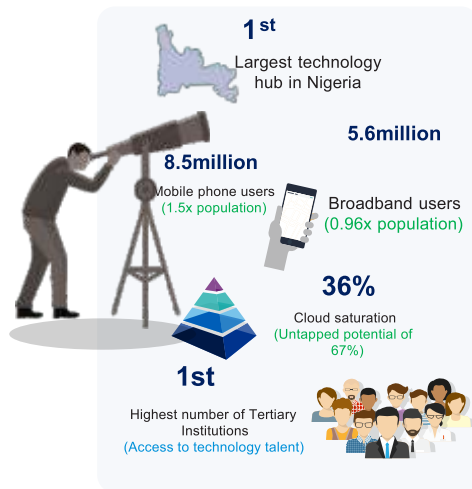 1st
Largest technology
hub in Nigeria
5.6million
8.5million
Mobile phone users
(1.5x population)
Broadband users
(0.96x population)
36%
Cloud saturation
(Untapped potential of
67%)
1st
Highest number of Tertiary
Institutions
(Access to technology talent)